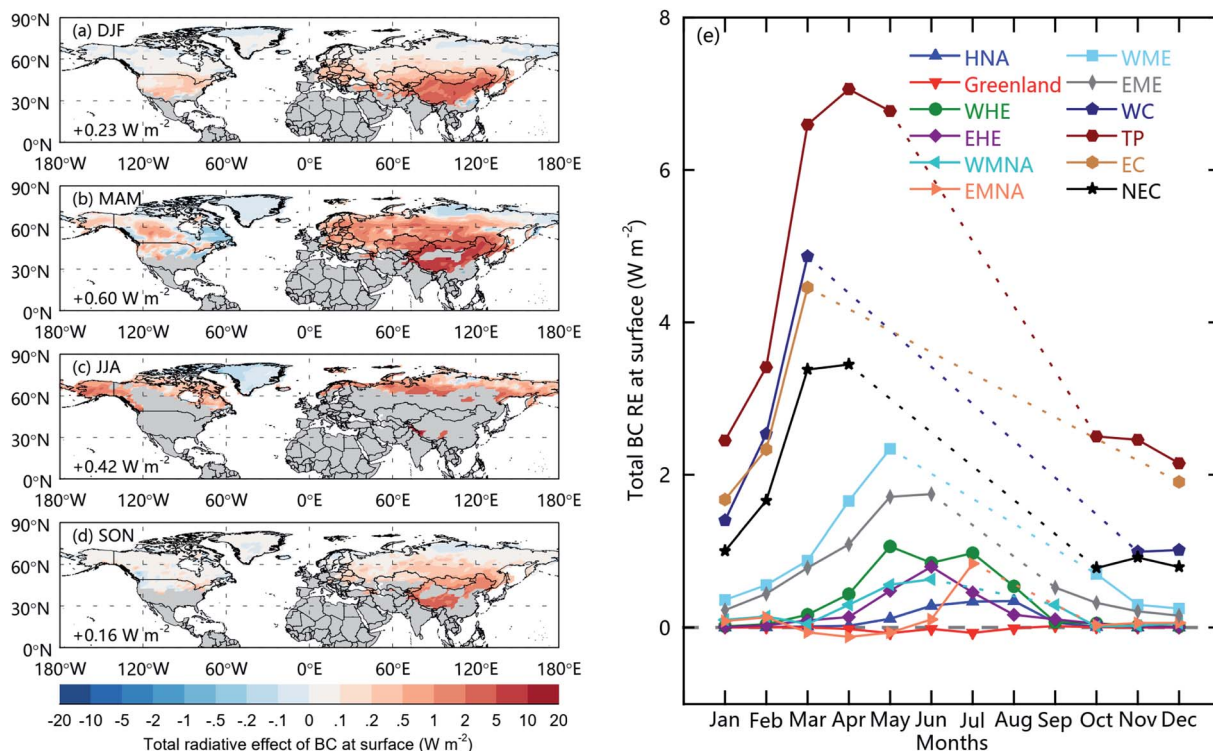 (a) DJF
90°N
60°N
30°N
0°N
+0.23 W m-2
180°W 120°W 60°W 0°E 60°E 120°E 180°E
(b) MAM
90°N
60°N
30°N
0°N
+0.60 W m-2
180°W 120°W 60°W 0°E 60°E 120°E 180°E
(c) JJA
90°N
60°N
30°N
0°N
+0.42 W m-2
180°W 120°W 60°W 0°E 60°E 120°E 180°E
(d) SON
90°N
60°N
30°N
0°N
+0.16 W m-2
180°W 120°W 60°W 0°E 60°E 120°E 180°E
-20 -10 -5 -2 -1 -.5 -.2 -.1 0 .1 .2 .5 1 2 5 10 20
Total radiative effect of BC at surface (W m-2)
(e)
HNA
Greenland
WHE
EHE
WMNA
EMNA
WME
EME
WC
TP
EC
NEC
8
6
4
2
0
Total BC RE at surface (W m-2)
Jan Feb Mar Apr May Jun Jul Aug Sep Oct Nov Dec
Months